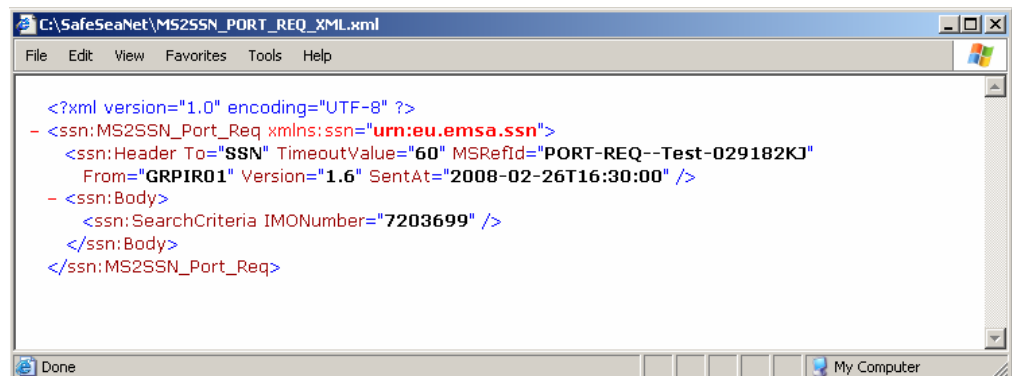 C:\SafeSeaNet\MS2SSN_PORT_REQ_XML.xml
File Edit View Favorites Tools Help
<?xml version="1.0" encoding="UTF-8" ?>
- <ssn:MS2SSN_Port_Req xmlns:ssn="urn:eu.emsa.ssn">
<ssn:Header To="SSN" TimeoutValue="60" MSRefId="PORT-REQ--Test-029182KJ"
From="GRPIR01" Version="1.6" SentAt="2008-02-26T16:30:00" />
- <ssn:Body>
<ssn:SearchCriteria IMONumber="7203699" />
</ssn:Body>
</ssn:MS2SSN_Port_Req>
Done My Computer